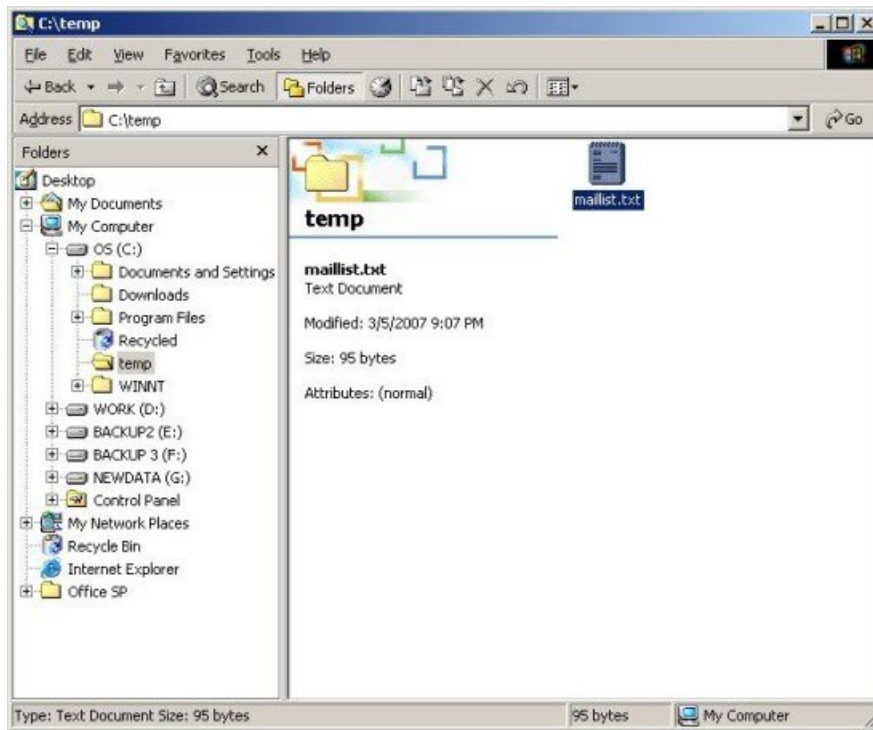 C:\temp
File Edit View Favorites Tools Help
Back Search Folders
Address C:\temp Go
Folders
Desktop
My Documents
My Computer
OS (C:)
Documents and Settings
Downloads
Program Files
Recycled
temp
WINNT
WORK (D:)
BACKUP2 (E:)
BACKUP 3 (F:)
NEWDATA (G:)
Control Panel
My Network Places
Recycle Bin
Internet Explorer
Office SP
temp
maillist.txt
Text Document
Modified: 3/5/2007 9:07 PM
Size: 95 bytes
Attributes: (normal)
maillist.txt
Type: Text Document Size: 95 bytes 95 bytes My Computer